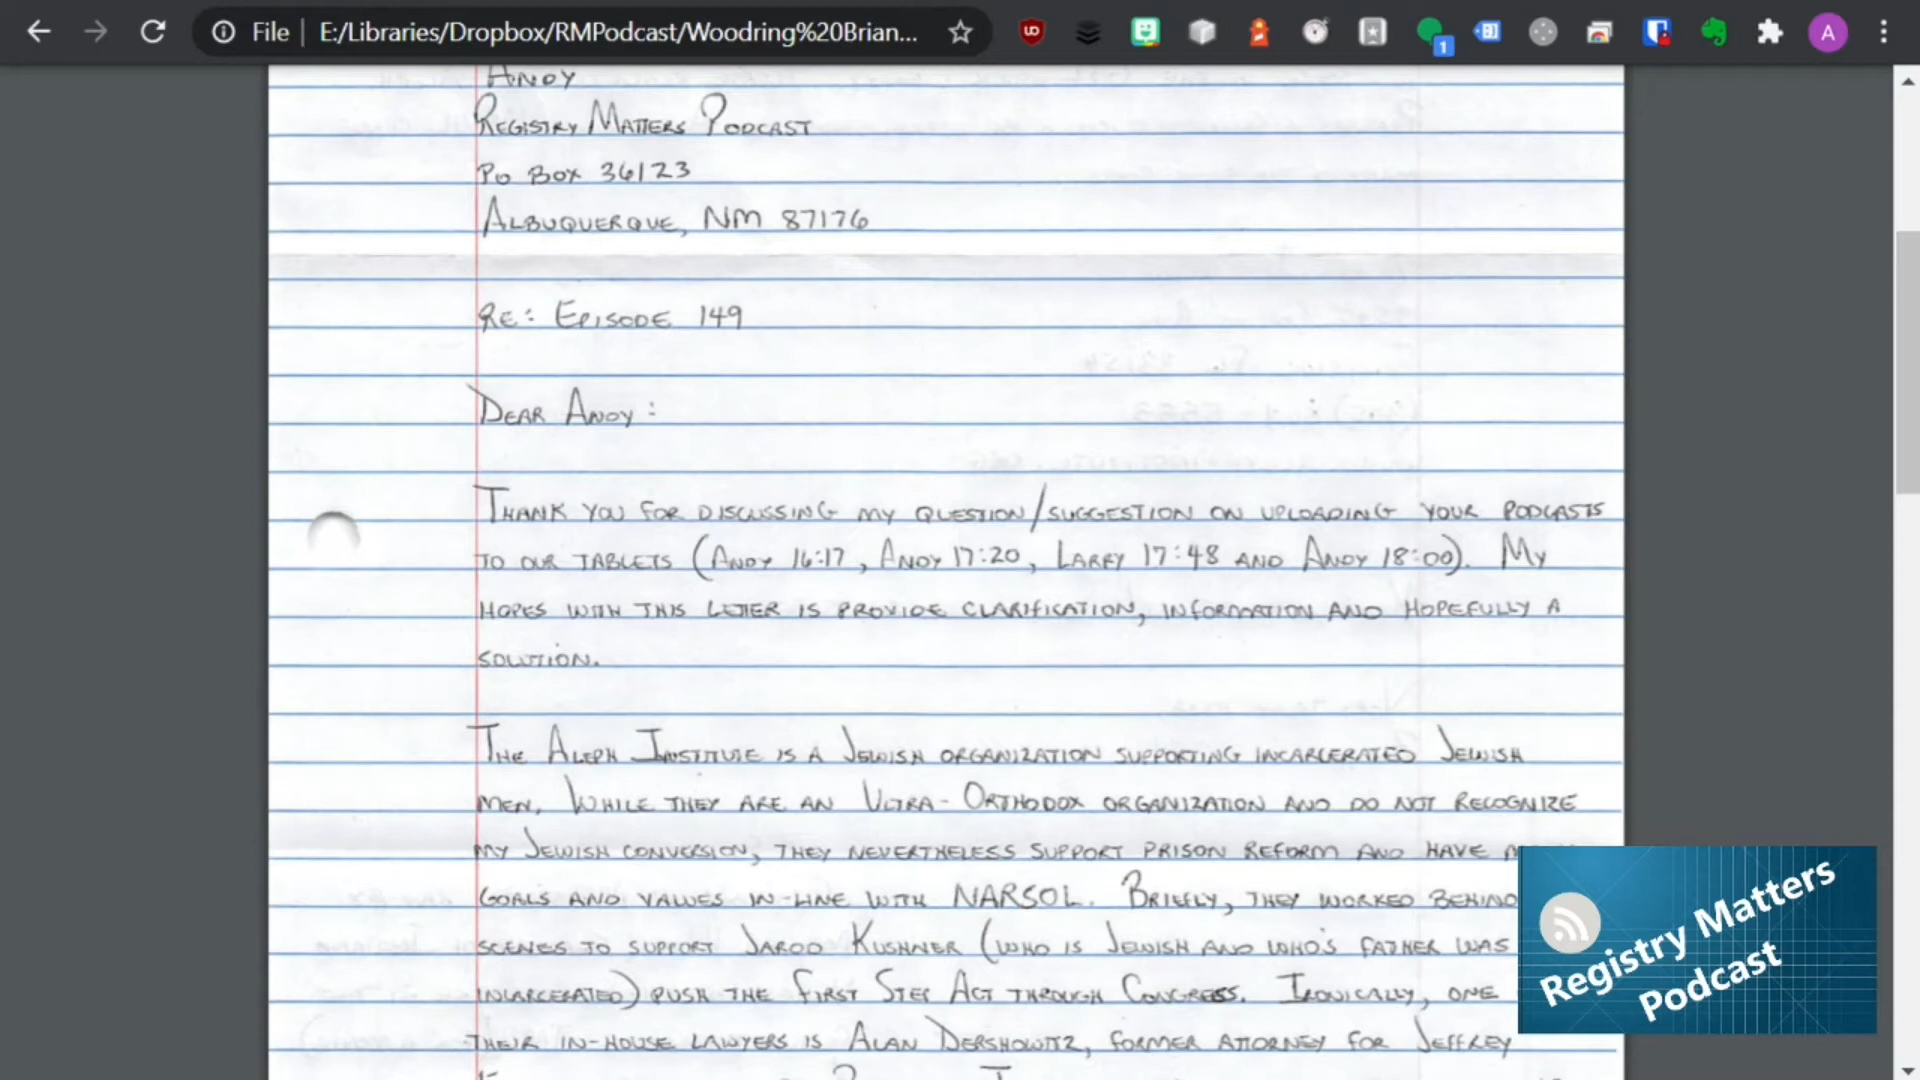 File | E:/Libraries/Dropbox/RMPodcast/Woodring%20Brian...
1
A
ANDY
REGISTRY MATTERS PODCAST
PO BOX 36123
ALBUQUERQUE, NM 87176
RE: EPISODE 149
DEAR ANDY:
THANK YOU FOR DISCUSSING MY QUESTION/SUGGESTION ON UPLOADING YOUR PODCASTS
TO OUR TABLETS (ANDY 16:17, ANDY 17:20, LARRY 17:48 AND ANDY 18:00). MY
HOPES WITH THIS LETTER IS PROVIDE CLARIFICATION, INFORMATION AND HOPEFULLY A
SOLUTION.
THE ALEPH INSTITUTE IS A JEWISH ORGANIZATION SUPPORTING INCARCERATED JEWISH
MEN. WHILE THEY ARE AN ULTRA-ORTHODOX ORGANIZATION AND DO NOT RECOGNIZE
MY JEWISH CONVERSION, THEY NEVERTHELESS SUPPORT PRISON REFORM AND HAVE
GOALS AND VALUES IN-LINE WITH NARSOL. BRIEFLY, THEY WORKED BEHIND
SCENES TO SUPPORT JAROD KUSHNER (WHO IS JEWISH AND WHO'S FATHER WAS
INCARCERATED) PUSH THE FIRST STEP ACT THROUGH CONGRESS. IRONICALLY, ONE
THEIR IN-HOUSE LAWYERS IS ALAN DERSHOWITZ, FORMER ATTORNEY FOR JEFFREY
Registry Matters
Podcast